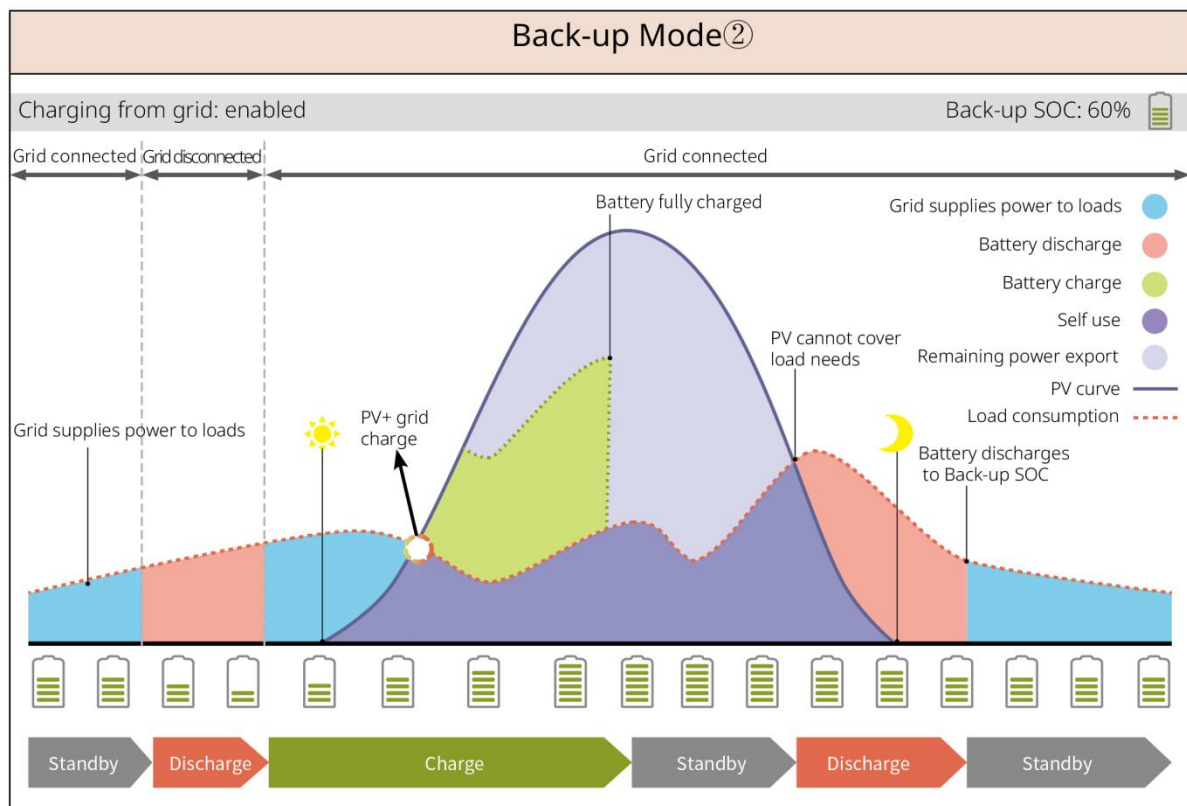 Back-up Mode②
Charging from grid: enabled
Back-up SOC: 60%
Grid connected
Grid disconnected
Grid connected
Battery fully charged
Grid supplies power to loads
Battery discharge
Battery charge
Self use
Remaining power export
PV curve
Load consumption
PV cannot cover
load needs
PV+ grid
charge
Grid supplies power to loads
Battery discharges
to Back-up SOC
Standby
Discharge
Charge
Standby
Discharge
Standby